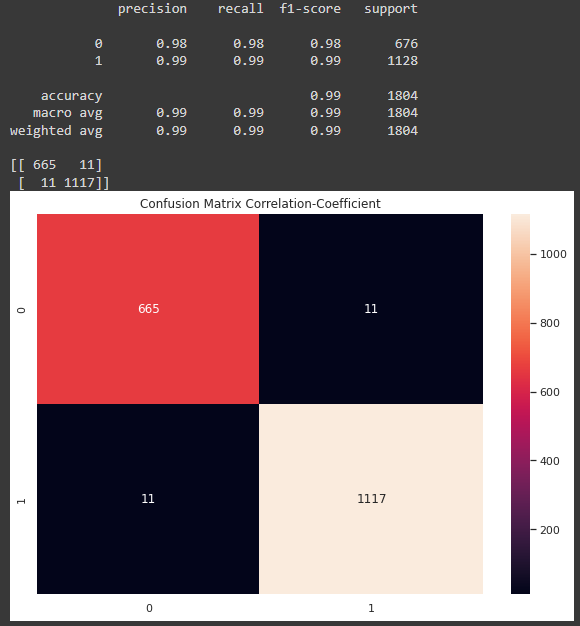 precision recall f1-score support
0 0.98 0.98 0.98 676
1 0.99 0.99 0.99 1128
accuracy 0.99 1804
macro avg 0.99 0.99 0.99 1804
weighted avg 0.99 0.99 0.99 1804
[[ 665 11]
[ 11 1117]]
Confusion Matrix Correlation-Coefficient
1000
0 665 11
800
600
400
1 11 1117
200
0 1